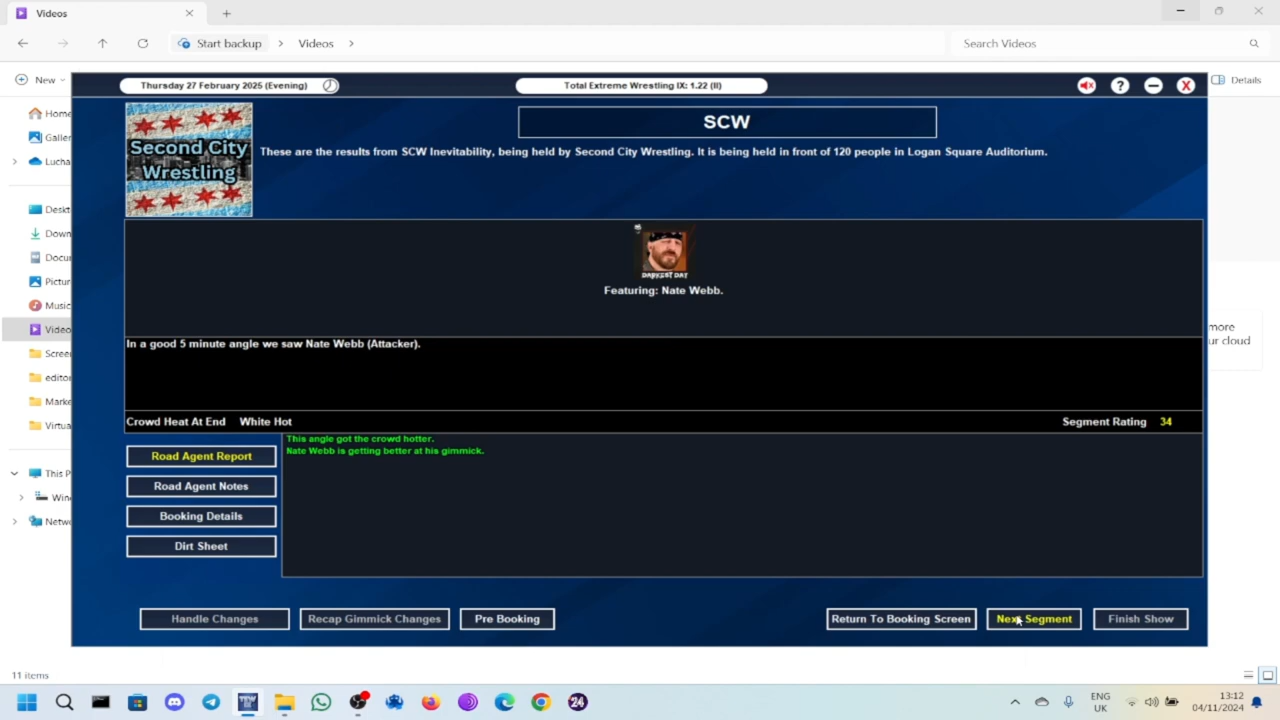 Videos
Start backup
Videos
Search Videos
New
Details
Thursday 27 February 2025 (Evening)
Total Extreme Wrestling IX: 1.22 (II)
?
X
Second City
Wrestling
SCW
These are the results from SCW Inevitability, being held by Second City Wrestling. It is being held in front of 120 people in Logan Square Auditorium.
Home
Galler
Lucha
Deskt
Down
Docu
Pictur
Music
Video
Scree
editor
Marke
Virtua
This P
Wind
Netwo
more
ur cloud
DARKEST DAY
Featuring: Nate Webb.
In a good 5 minute angle we saw Nate Webb (Attacker).
Crowd Heat At End White Hot
Segment Rating 34
Road Agent Report
Road Agent Notes
Booking Details
Dirt Sheet
This angle got the crowd hotter.
Nate Webb is getting better at his gimmick.
Handle Changes
Recap Gimmick Changes
Pre Booking
Return To Booking Screen
Next Segment
Finish Show
11 items
TEW
24
ENG
UK
13:12
04/11/2024